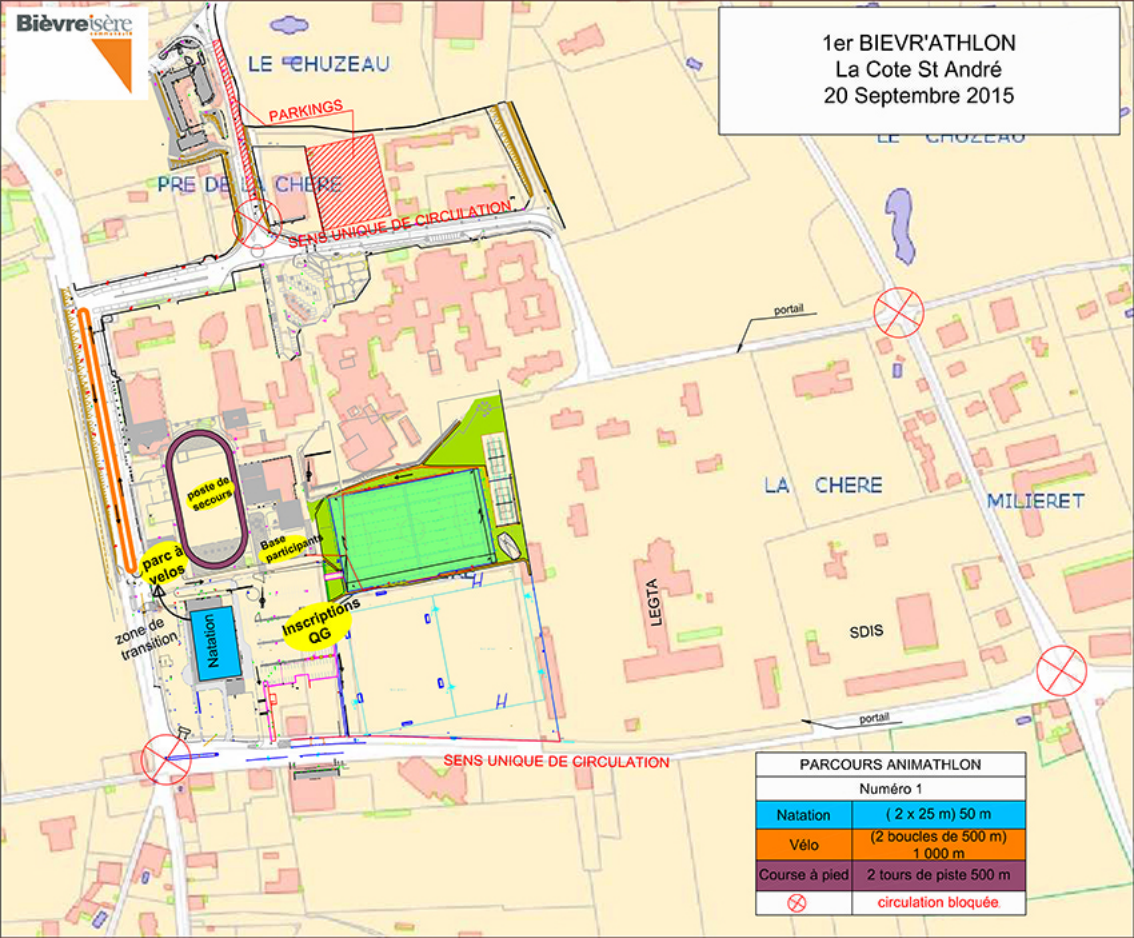 Bièvreisère
communauté
1er BIEVR'ATHLON
La Cote St André
20 Septembre 2015
LE CHUZEAU
PARKINGS
LE CHUZEAU
PRE DE LA CHERE
SENS UNIQUE DE CIRCULATION
portail
poste de
secours
LA CHERE
MILIERET
Base
participants
parc à
velos
Inscriptions
QG
zone de
transition
Natation
LEGTA
SDIS
portail
SENS UNIQUE DE CIRCULATION
PARCOURS ANIMATHLON
Numéro 1
Natation ( 2 x 25 m) 50 m
Vélo (2 boucles de 500 m)
1 000 m
Course à pied 2 tours de piste 500 m
circulation bloquée